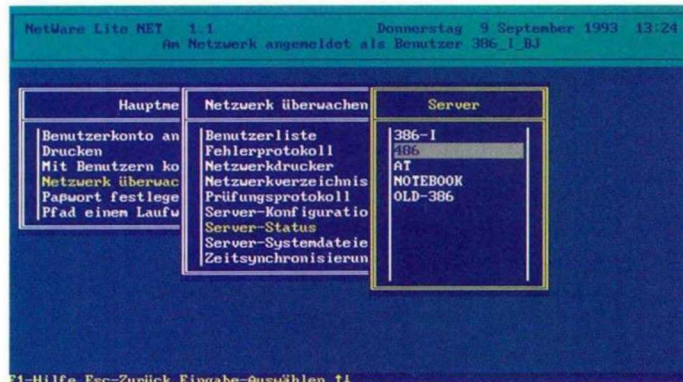 NetWare Lite NET 1.1 Donnerstag 9 September 1993 13:24
Am Netzwerk angemeldet als Benutzer 386_I_BJ
Hauptme
Benutzerkonto an
Drucken
Mit Benutzern ko
Netzwerk überwac
Paßwort festlege
Pfad einem Laufw
Netzwerk überwachen
Benutzerliste
Fehlerprotokoll
Netzwerkdrucker
Netzwerkverzeichnis
Prüfungsprotokoll
Server-Konfiguratio
Server-Status
Server-Systemdateie
Zeitsynchronisierun
Server
386-I
486
AT
NOTEBOOK
OLD-386
F1-Hilfe Esc-Zurück Eingabe-Auswählen ↑↓